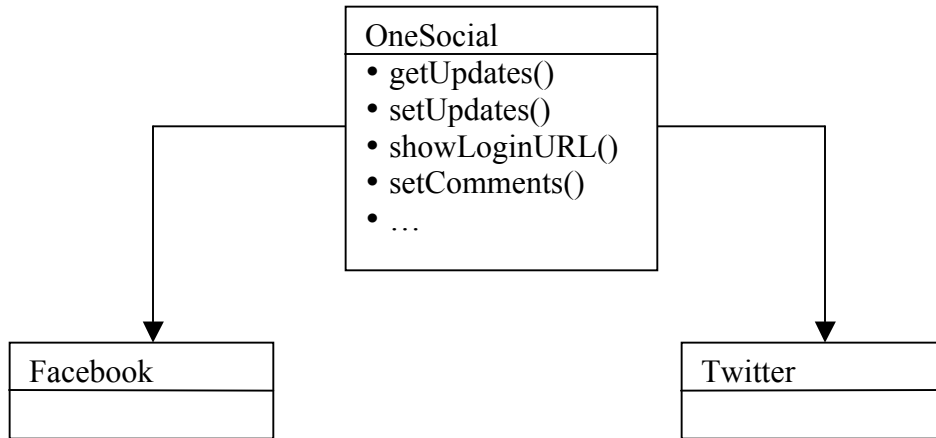 OneSocial
• getUpdates()
• setUpdates()
• showLoginURL()
• setComments()
• …
Facebook
Twitter